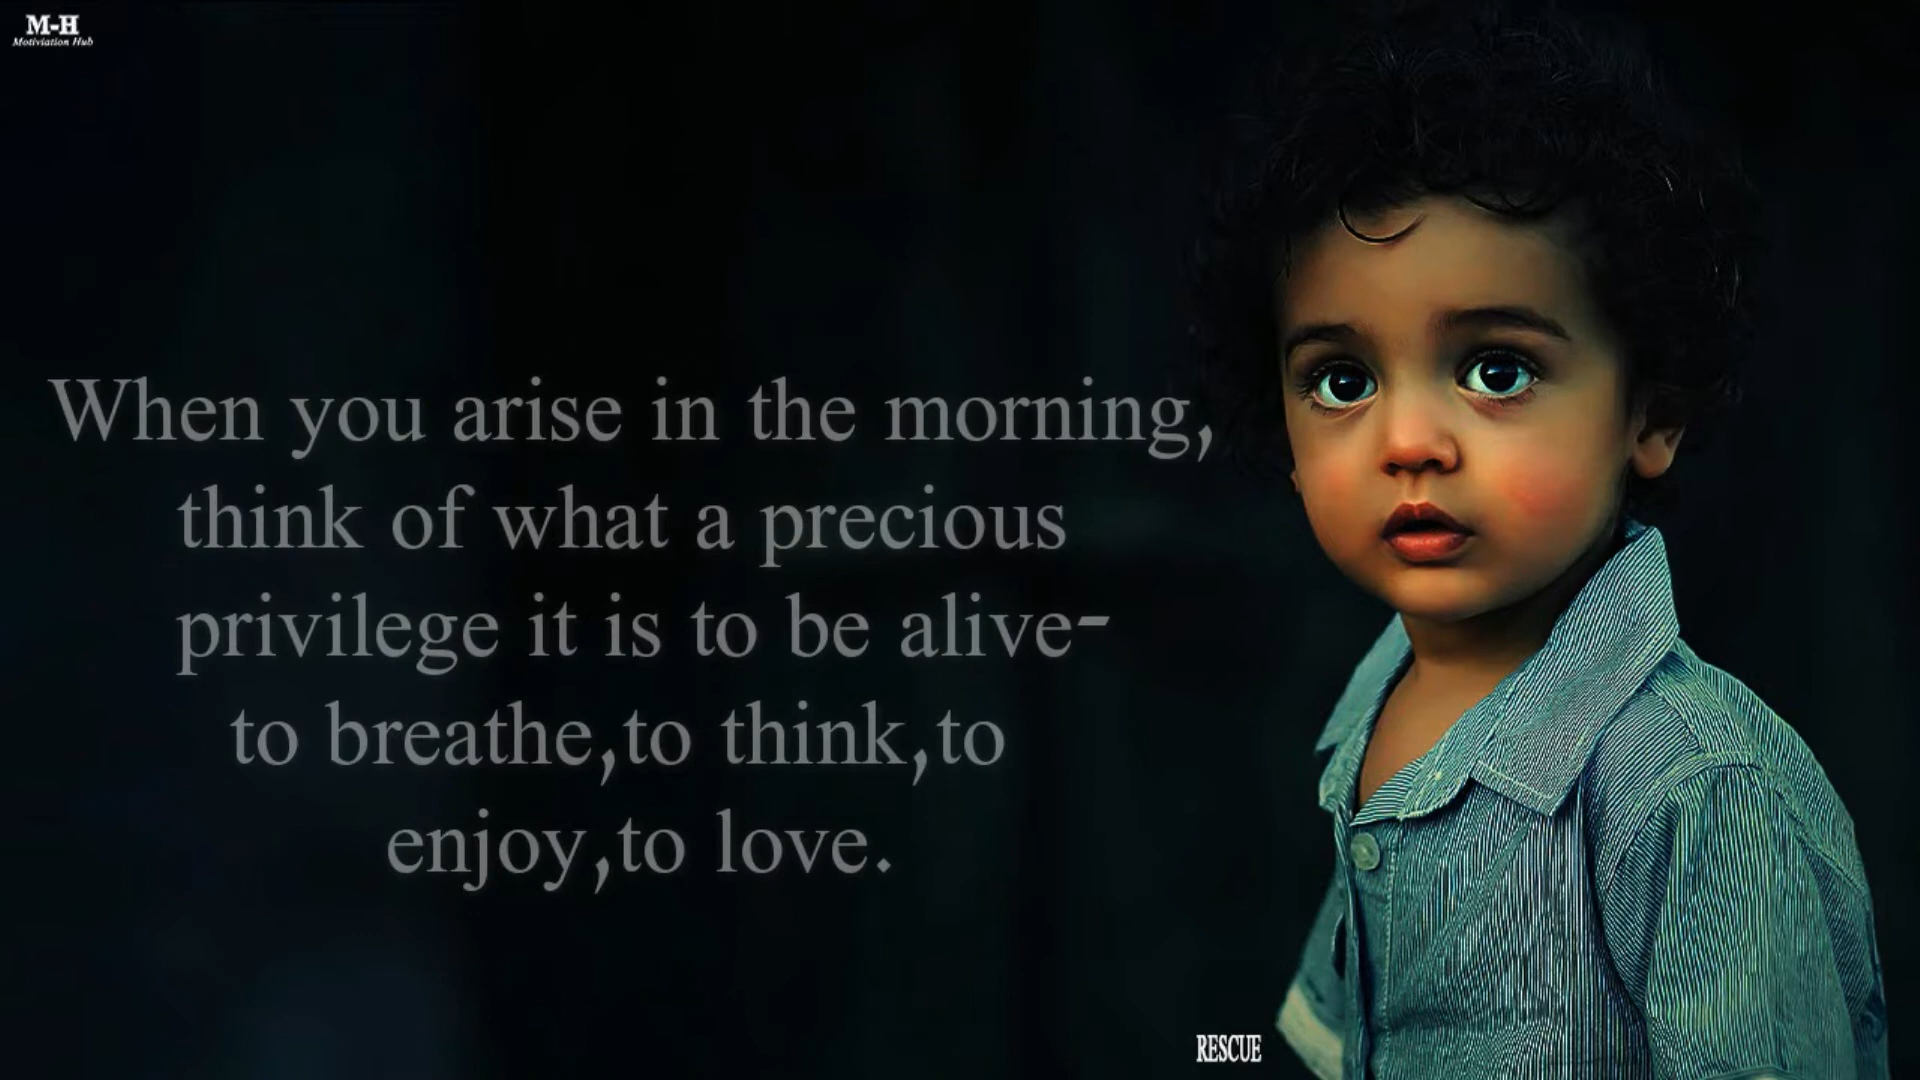 M-H
Motiviation Hub
When you arise in the morning,
think of what a precious
privilege it is to be alive-
to breathe,to think,to
enjoy,to love.
RESCUE